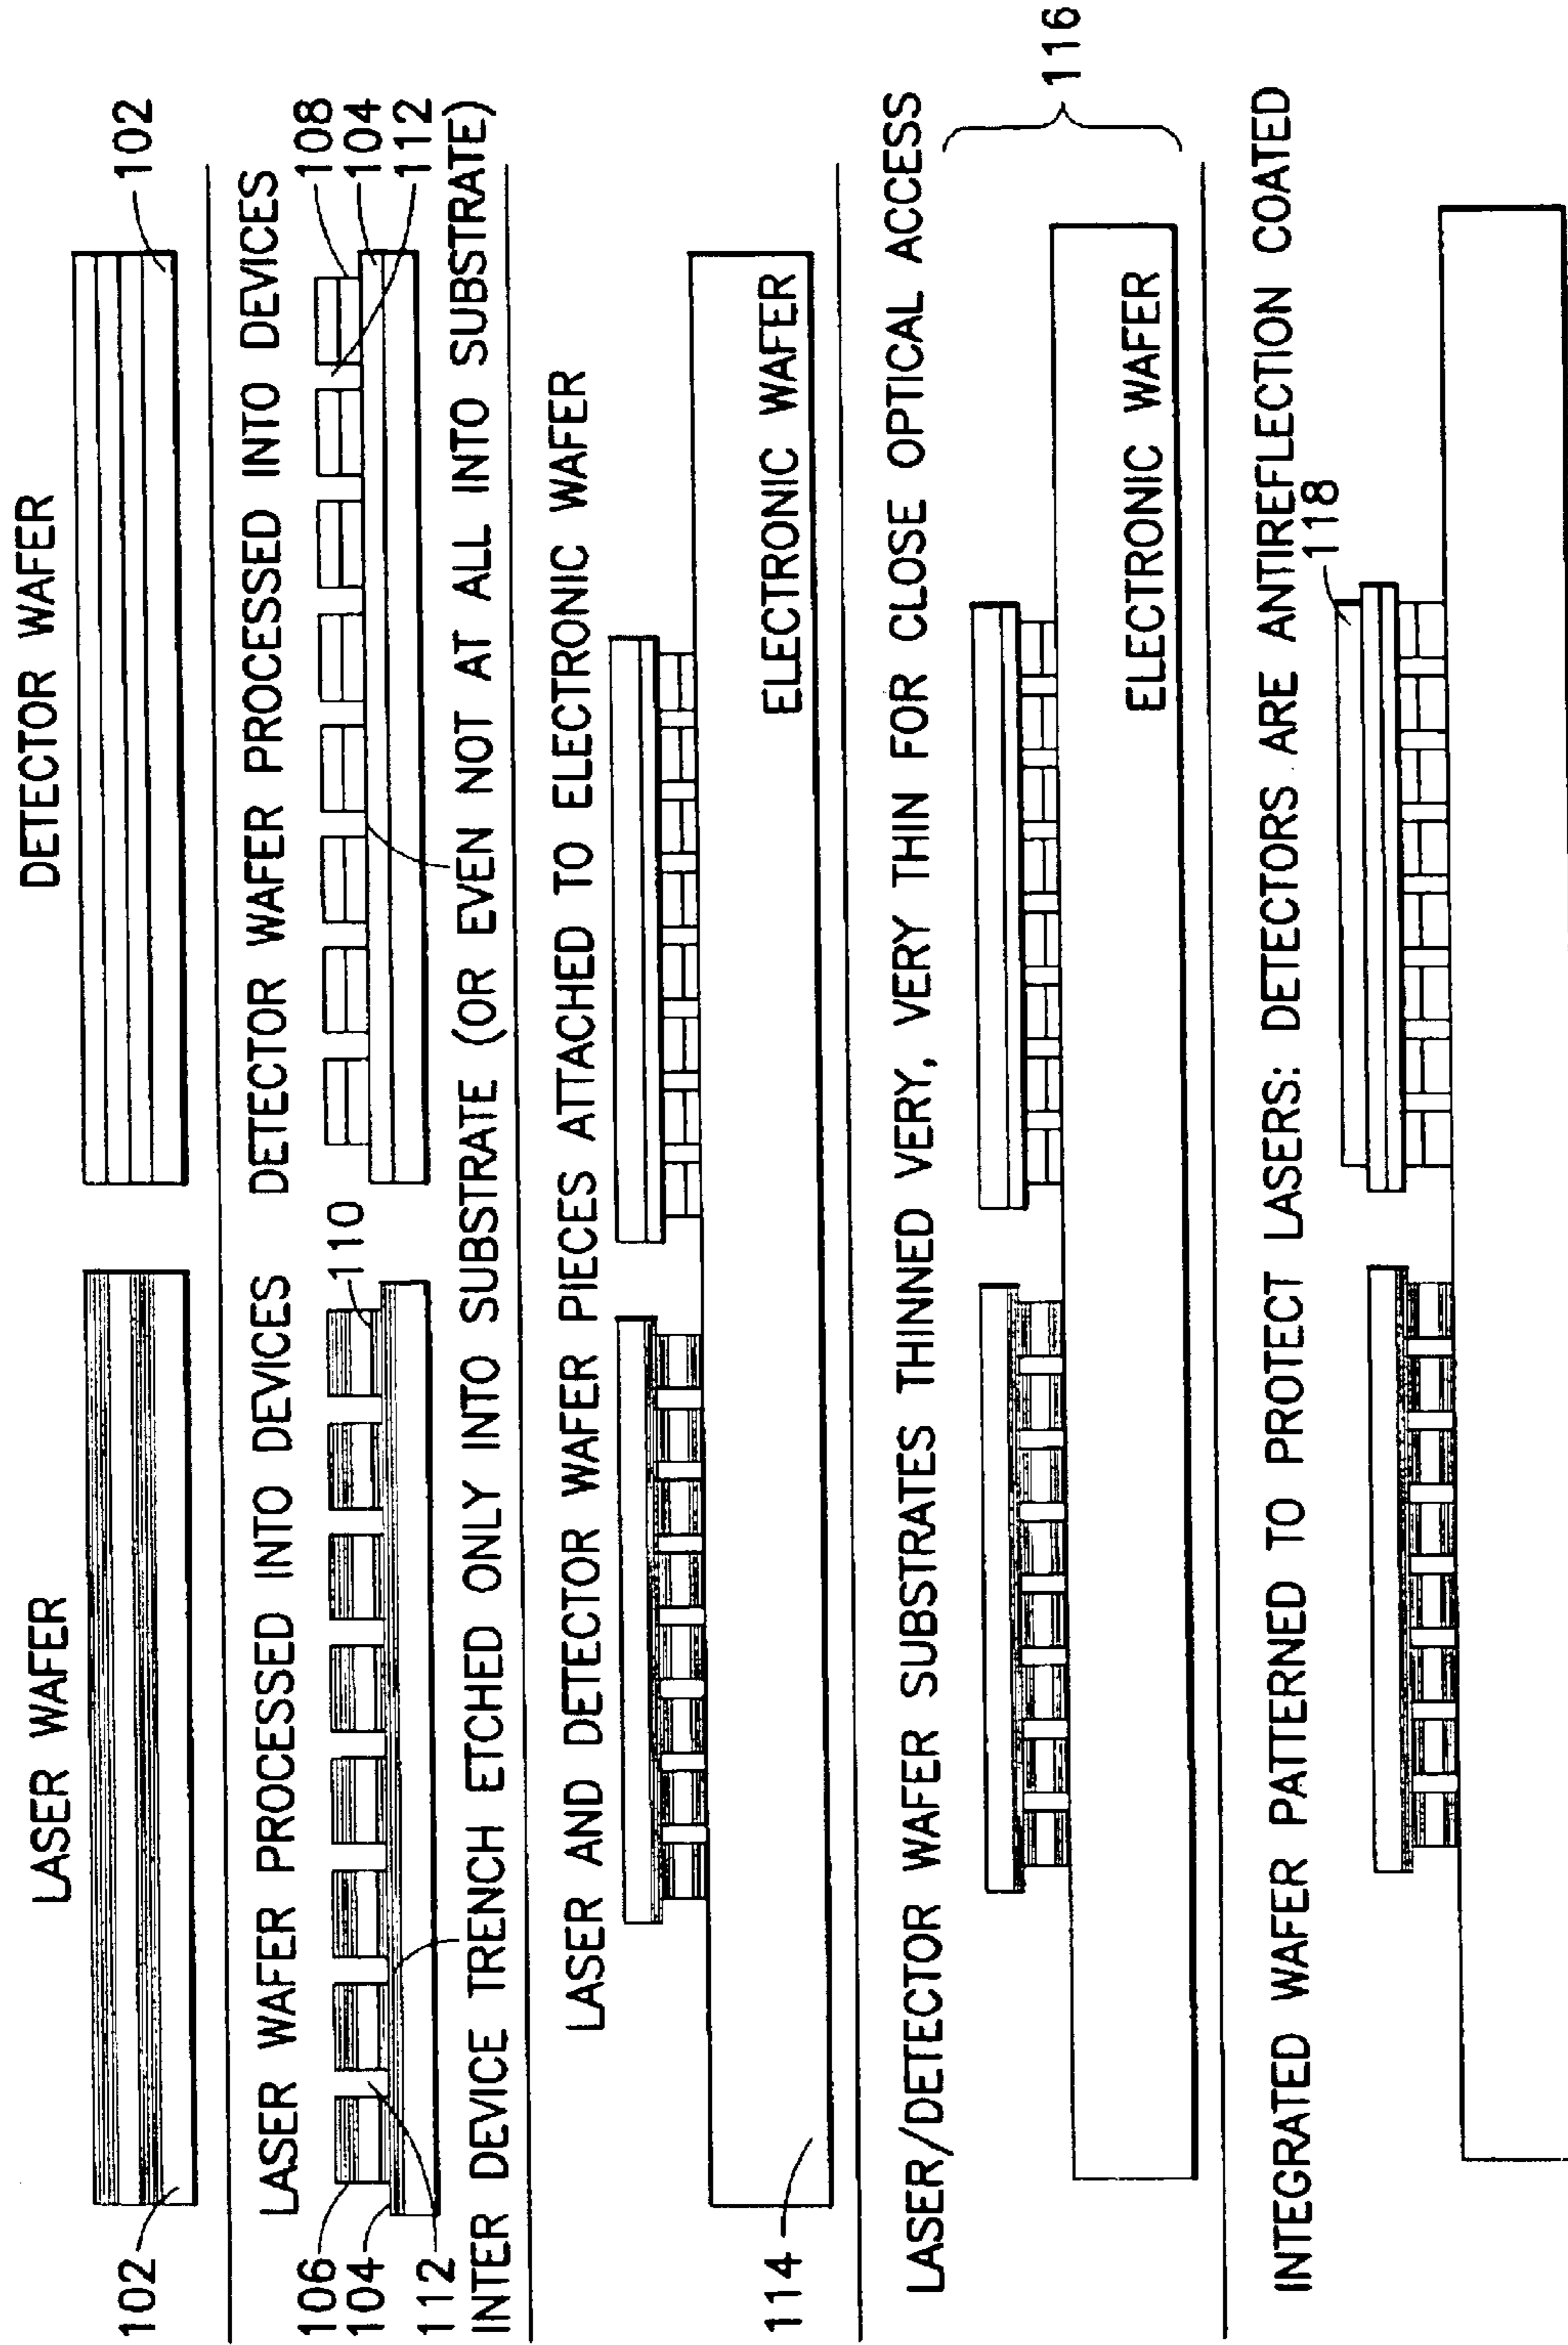 LASER WAFER
DETECTOR WAFER
102
102
LASER WAFER PROCESSED INTO DEVICES
DETECTOR WAFER PROCESSED INTO DEVICES
106
104
112
110
108
104
112
INTER DEVICE TRENCH ETCHED ONLY INTO SUBSTRATE (OR EVEN NOT AT ALL INTO SUBSTRATE)
LASER AND DETECTOR WAFER PIECES ATTACHED TO ELECTRONIC WAFER
114
ELECTRONIC WAFER
LASER/DETECTOR WAFER SUBSTRATES THINNED VERY, VERY THIN FOR CLOSE OPTICAL ACCESS
ELECTRONIC WAFER
116
INTEGRATED WAFER PATTERNED TO PROTECT LASERS: DETECTORS ARE ANTIREFLECTION COATED
118